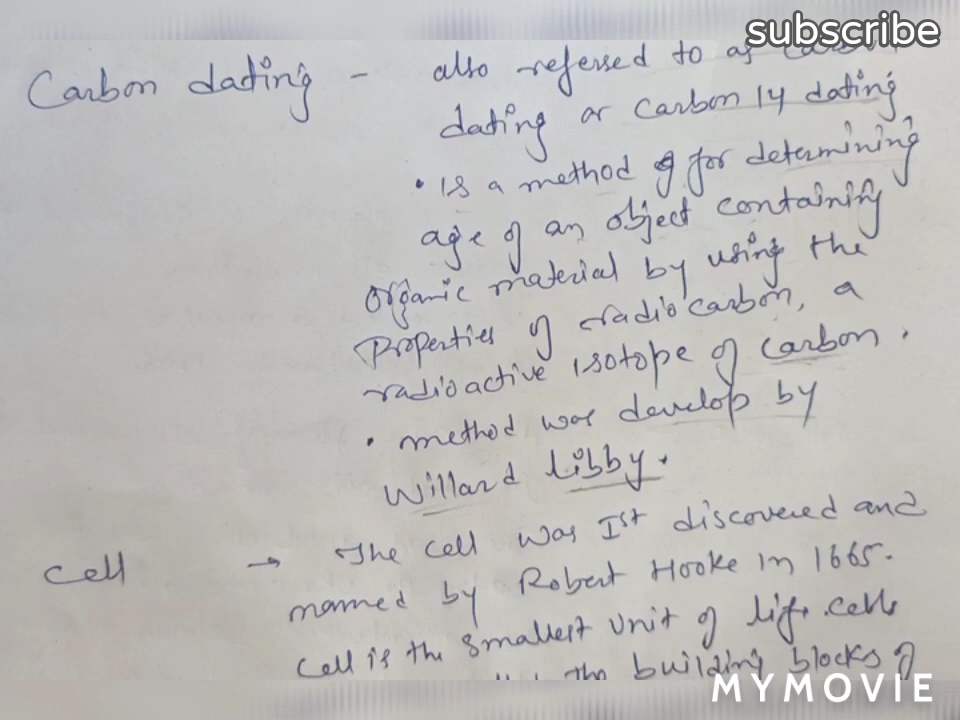 subscribe
Carbon dating - also referred to as
dating or carbon 14 dating
• is a method of for determining
age of an object containing
organic material by using the
Properties of radiocarbon, a
radioactive isotope of carbon.
• method was develop by
Willard Libby.
Cell → The cell was Ist discovered and
named by Robert Hooke in 1665.
Cell is the smallest unit of life. cells
the building blocks of
MYMOVIE